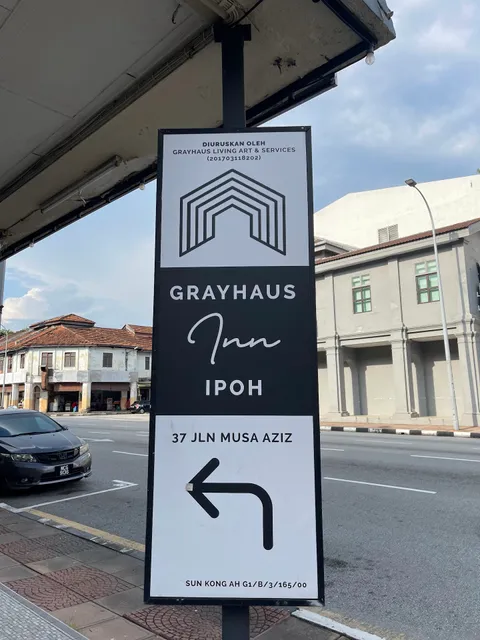 DIURUSKAN OLEH
GRAYHAUS LIVING ART & SERVICES
(201703118202)
GRAYHAUS
Inn
IPOH
37 JLN MUSA AZIZ
SUN KONG AH G1/B/3/165/00